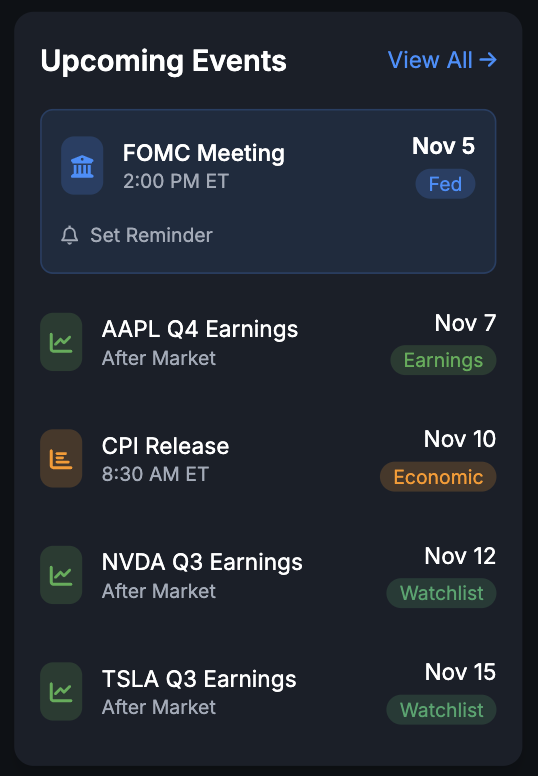 Upcoming Events
View All →
FOMC Meeting
Nov 5
2:00 PM ET
Fed
Set Reminder
AAPL Q4 Earnings
Nov 7
After Market
Earnings
CPI Release
Nov 10
8:30 AM ET
Economic
NVDA Q3 Earnings
Nov 12
After Market
Watchlist
TSLA Q3 Earnings
Nov 15
After Market
Watchlist